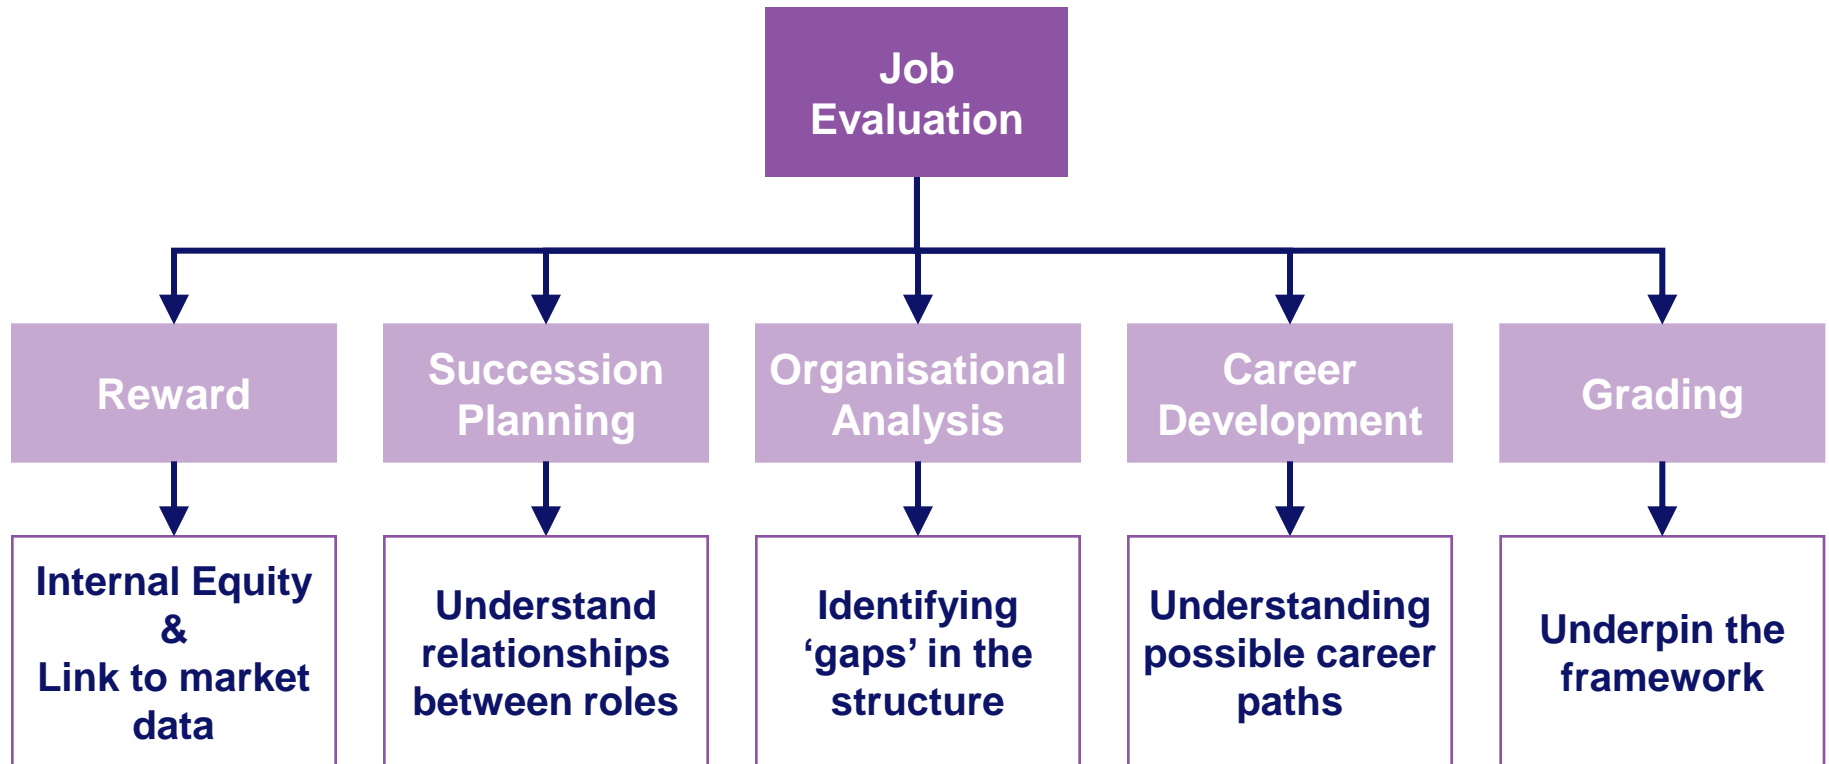 Job
Evaluation
Reward
Succession
Planning
Organisational
Analysis
Career
Development
Grading
Internal Equity
&
Link to market
data
Understand
relationships
between roles
Identifying
‘gaps’ in the
structure
Understanding
possible career
paths
Underpin the
framework